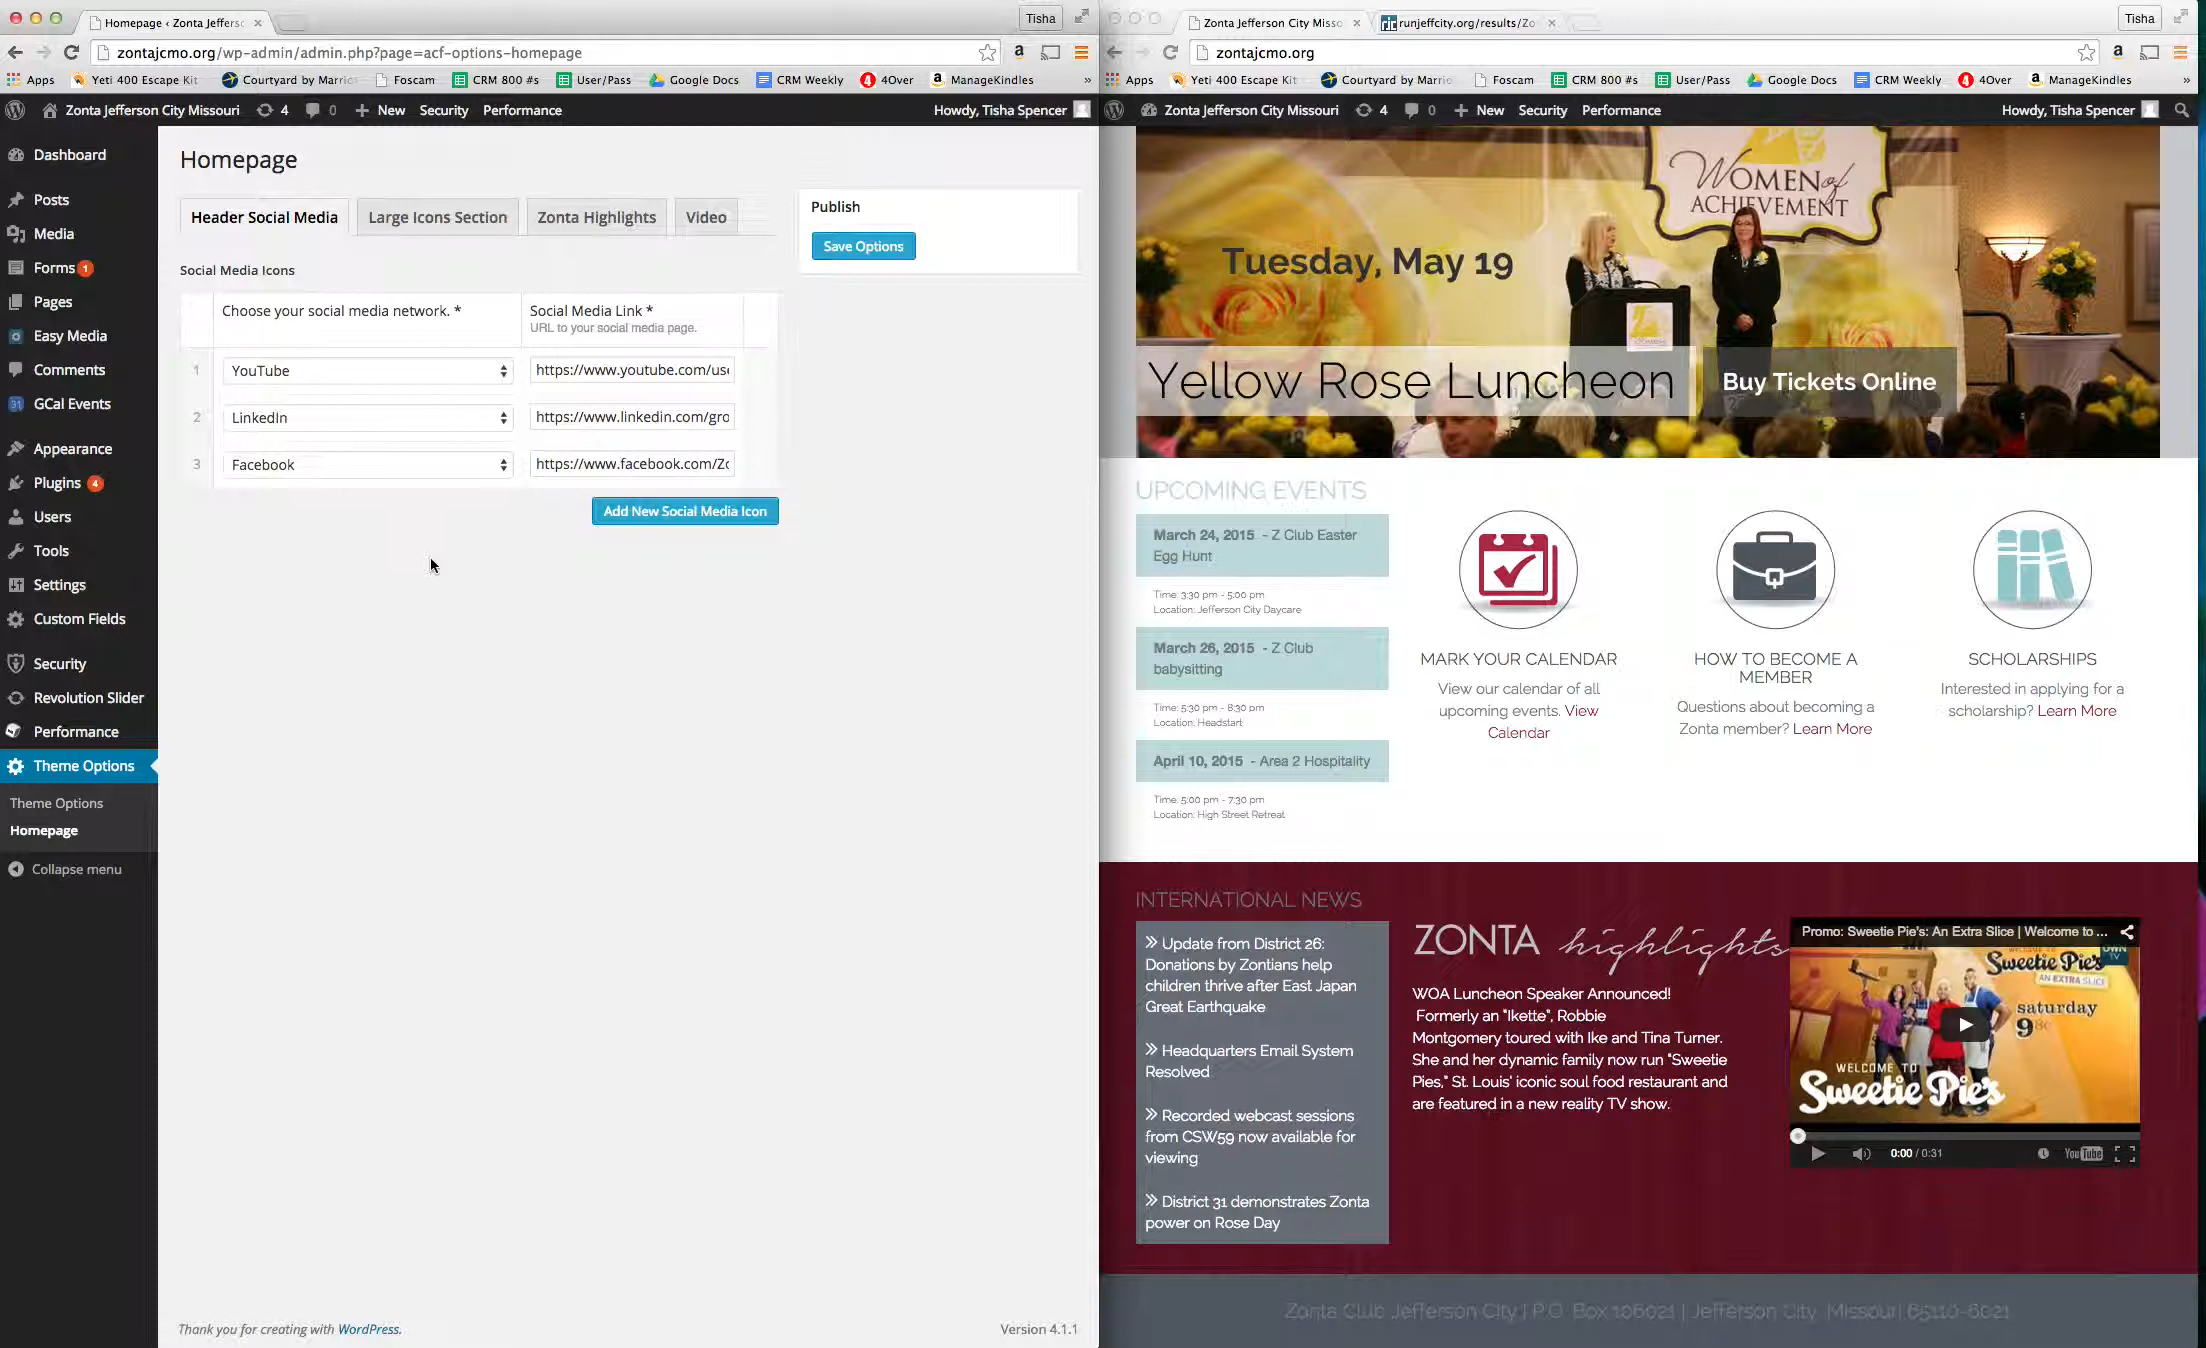 Homepage ‹ Zonta Jeffers
Tisha
zontajcmo.org/wp-admin/admin.php?page=acf-options-homepage
Apps
Yeti 400 Escape Kit
Courtyard by Marrio
Foscam
CRM 800 #s
User/Pass
Google Docs
CRM Weekly
4Over
ManageKindles
»
Zonta Jefferson City Missouri
4
0
New
Security
Performance
Howdy, Tisha Spencer
Dashboard
Posts
Media
Forms 1
Pages
Easy Media
Comments
31 GCal Events
Appearance
Plugins 4
Users
Tools
Settings
Custom Fields
Security
Revolution Slider
Performance
Theme Options
Theme Options
Homepage
Collapse menu
Homepage
Header Social Media
Large Icons Section
Zonta Highlights
Video
Social Media Icons
Choose your social media network. *
Social Media Link *
URL to your social media page.
1 YouTube https://www.youtube.com/use
2 LinkedIn https://www.linkedin.com/gro
3 Facebook https://www.facebook.com/Zo
Add New Social Media Icon
Publish
Save Options
Thank you for creating with WordPress.
Version 4.1.1
Zonta Jefferson City Misso
runjeffcity.org/results/Zo
Tisha
zontajcmo.org
Apps
Yeti 400 Escape Kit
Courtyard by Marrio
Foscam
CRM 800 #s
User/Pass
Google Docs
CRM Weekly
4Over
ManageKindles
»
Zonta Jefferson City Missouri
4
0
New
Security
Performance
Howdy, Tisha Spencer
WOMEN of
ACHIEVEMENT
Tuesday, May 19
Yellow Rose Luncheon
Buy Tickets Online
UPCOMING EVENTS
March 24, 2015 - Z Club Easter
Egg Hunt
Time: 3:30 pm - 5:00 pm
Location: Jefferson City Daycare
March 26, 2015 - Z Club
babysitting
Time: 5:30 pm - 8:30 pm
Location: Headstart
April 10, 2015 - Area 2 Hospitality
Time: 5:00 pm - 7:30 pm
Location: High Street Retreat
MARK YOUR CALENDAR
View our calendar of all
upcoming events. View
Calendar
HOW TO BECOME A
MEMBER
Questions about becoming a
Zonta member? Learn More
SCHOLARSHIPS
Interested in applying for a
scholarship? Learn More
INTERNATIONAL NEWS
» Update from District 26:
Donations by Zontians help
children thrive after East Japan
Great Earthquake
» Headquarters Email System
Resolved
» Recorded webcast sessions
from CSW59 now available for
viewing
» District 31 demonstrates Zonta
power on Rose Day
ZONTA highlights
WOA Luncheon Speaker Announced!
Formerly an "Ikette", Robbie
Montgomery toured with Ike and Tina Turner.
She and her dynamic family now run "Sweetie
Pies," St. Louis' iconic soul food restaurant and
are featured in a new reality TV show.
Promo: Sweetie Pie's: An Extra Slice | Welcome to ...
OWN
TV
WELCOME TO
Sweetie Pie's
AN EXTRA SLICE
saturday
9
WELCOME TO
Sweetie Pie's
0:00 / 0:31
YouTube
Zonta Club Jefferson City | P.O. Box 106021 | Jefferson City, Missouri 65110-6021